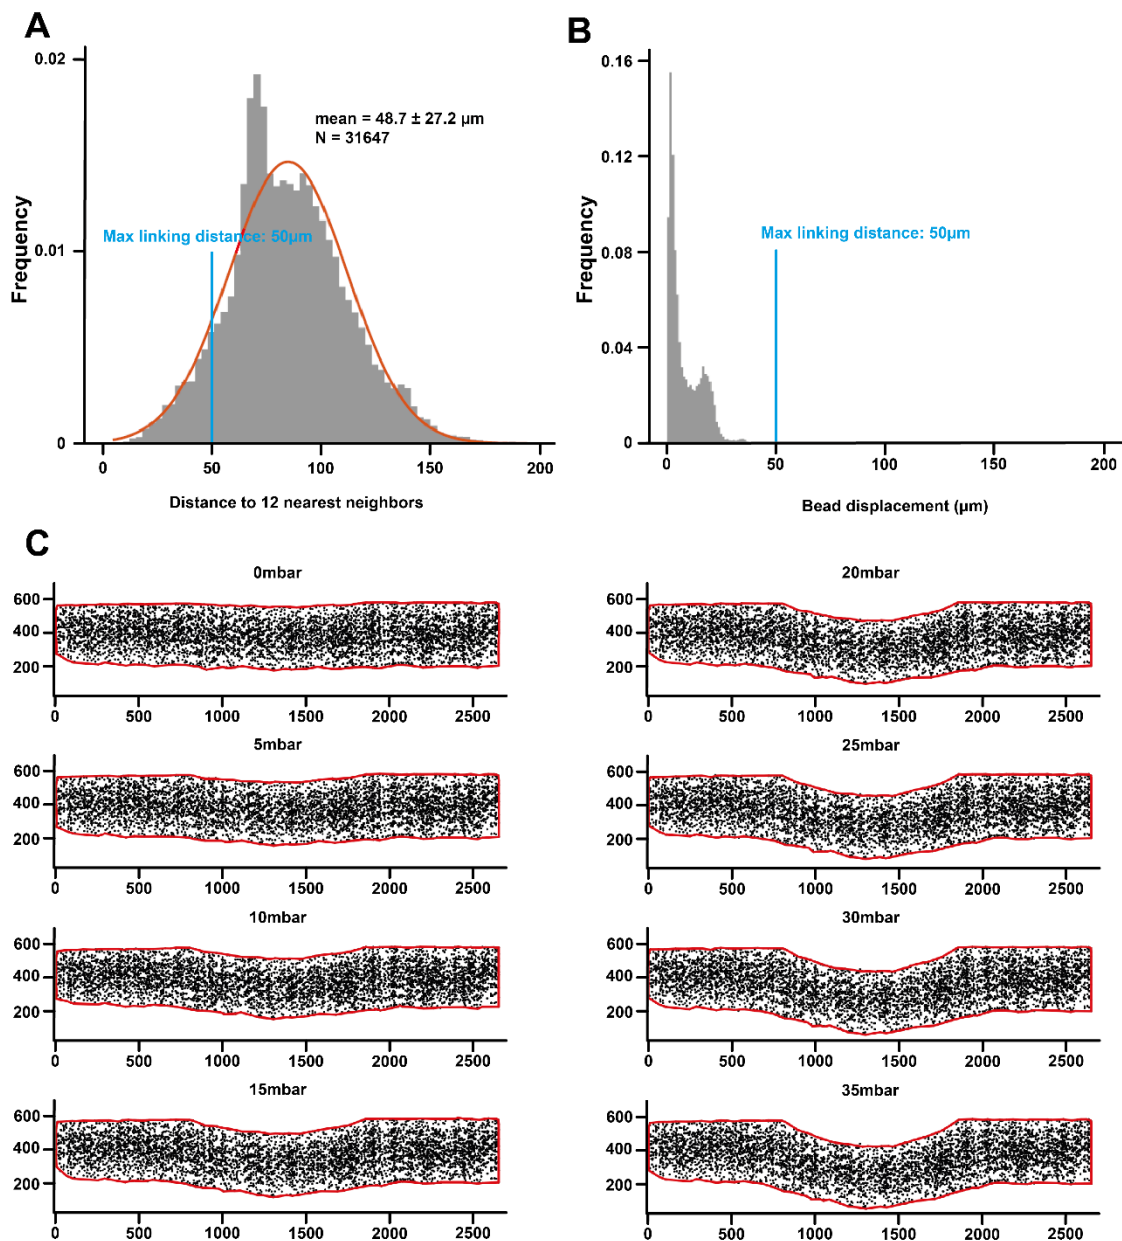 A
0.02
0.01
0
Frequency
mean = 48.7 ± 27.2 µm
N = 31647
Max linking distance: 50µm
0 50 100 150 200
Distance to 12 nearest neighbors
B
0.16
0.12
0.08
0.04
0
Frequency
Max linking distance: 50µm
0 50 100 150 200
Bead displacement (µm)
C
0mbar
600
400
200
0 500 1000 1500 2000 2500
5mbar
600
400
200
0 500 1000 1500 2000 2500
10mbar
600
400
200
0 500 1000 1500 2000 2500
15mbar
600
400
200
0 500 1000 1500 2000 2500
20mbar
600
400
200
0 500 1000 1500 2000 2500
25mbar
600
400
200
0 500 1000 1500 2000 2500
30mbar
600
400
200
0 500 1000 1500 2000 2500
35mbar
600
400
200
0 500 1000 1500 2000 2500